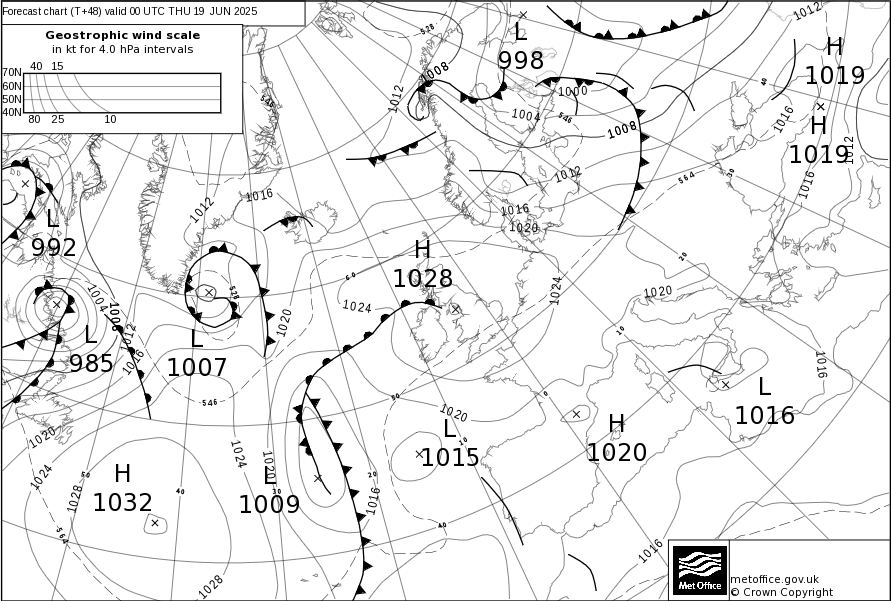 Forecast chart (T+48) valid 00 UTC THU 19 JUN 2025
Geostrophic wind scale
in kt for 4.0 hPa intervals
40 15
70N
60N
50N
40N
80 25 10
L
998
H
1019
H
1019
L
992
L
985
L
1007
H
1028
H
1032
L
1009
L
1015
H
1020
L
1016
528
1008
1012
1000
1004
546
1008
1012
1016
1020
1012
1016
1012
1016
40
30
564
546
1016
1012
528
1004
1008
1012
1016
1020
1024
60
1024
1020
20
10
0
1016
546
50
1020
10
1020
1024
1028
50
40
1024
1020
30
20
1016
40
564
1028
1016
Met Office
metoffice.gov.uk
© Crown Copyright